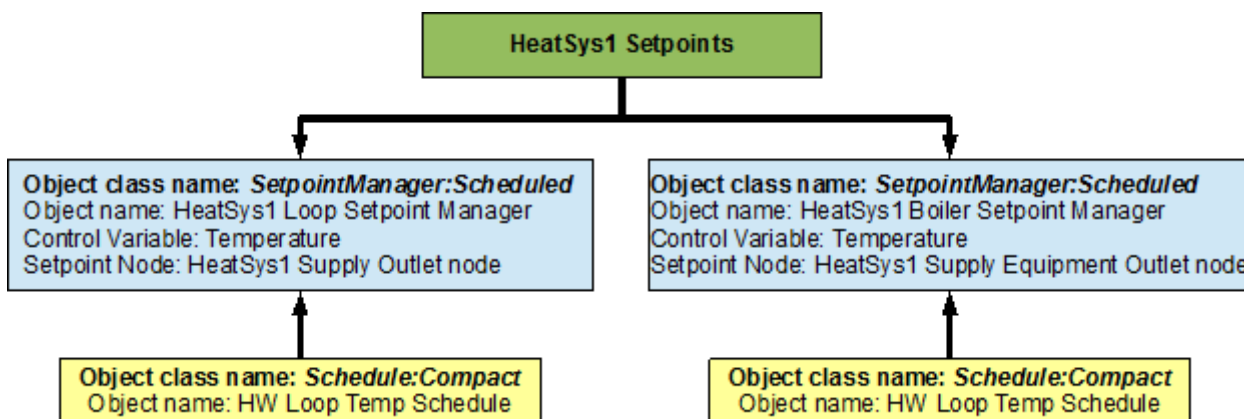 HeatSys1 Setpoints
Object class name: SetpointManager:Scheduled
Object name: HeatSys1 Loop Setpoint Manager
Control Variable: Temperature
Setpoint Node: HeatSys1 Supply Outlet node
Object class name: SetpointManager:Scheduled
Object name: HeatSys1 Boiler Setpoint Manager
Control Variable: Temperature
Setpoint Node: HeatSys1 Supply Equipment Outlet node
Object class name: Schedule:Compact
Object name: HW Loop Temp Schedule
Object class name: Schedule:Compact
Object name: HW Loop Temp Schedule